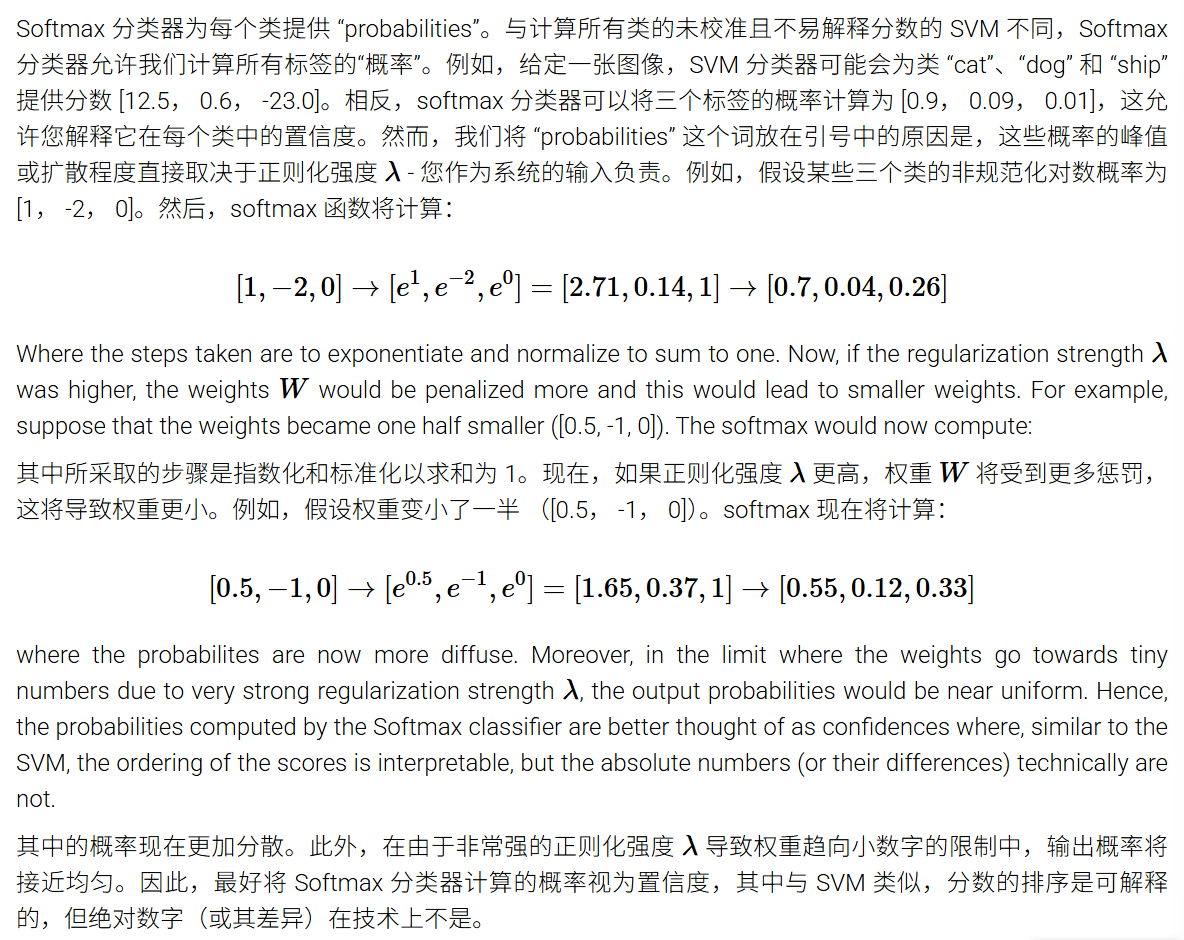 Softmax 分类器为每个类提供 “probabilities”。与计算所有类的未校准且不易解释分数的 SVM 不同，Softmax
分类器允许我们计算所有标签的“概率”。例如，给定一张图像，SVM 分类器可能会为类 “cat”、“dog” 和 “ship”
提供分数 [12.5， 0.6， -23.0]。相反，softmax 分类器可以将三个标签的概率计算为 [0.9， 0.09， 0.01]，这允
许您解释它在每个类中的置信度。然而，我们将 “probabilities” 这个词放在引号中的原因是，这些概率的峰值
或扩散程度直接取决于正则化强度 λ - 您作为系统的输入负责。例如，假设某些三个类的非规范化对数概率为
[1， -2， 0]。然后，softmax 函数将计算：
[1, −2, 0] → [e^1, e^−2, e^0] = [2.71, 0.14, 1] → [0.7, 0.04, 0.26]
Where the steps taken are to exponentiate and normalize to sum to one. Now, if the regularization strength λ
was higher, the weights W would be penalized more and this would lead to smaller weights. For example,
suppose that the weights became one half smaller ([0.5, -1, 0]). The softmax would now compute:
其中所采取的步骤是指数化和标准化以求和为 1。现在，如果正则化强度 λ 更高，权重 W 将受到更多惩罚，
这将导致权重更小。例如，假设权重变小了一半 （[0.5， -1， 0]）。softmax 现在将计算：
[0.5, −1, 0] → [e^0.5, e^−1, e^0] = [1.65, 0.37, 1] → [0.55, 0.12, 0.33]
where the probabilites are now more diffuse. Moreover, in the limit where the weights go towards tiny
numbers due to very strong regularization strength λ, the output probabilities would be near uniform. Hence,
the probabilities computed by the Softmax classifier are better thought of as confidences where, similar to the
SVM, the ordering of the scores is interpretable, but the absolute numbers (or their differences) technically are
not.
其中的概率现在更加分散。此外，在由于非常强的正则化强度 λ 导致权重趋向小数字的限制中，输出概率将
接近均匀。因此，最好将 Softmax 分类器计算的概率视为置信度，其中与 SVM 类似，分数的排序是可解释
的，但绝对数字（或其差异）在技术上不是。